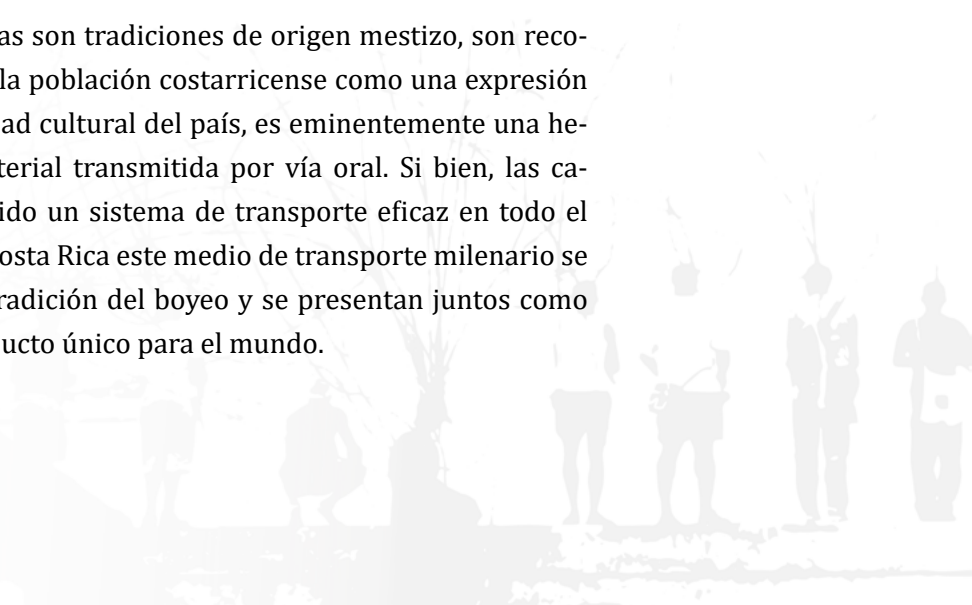 as son tradiciones de origen mestizo, son reco-
la población costarricense como una expresión
ad cultural del país, es eminentemente una he-
terial transmitida por vía oral. Si bien, las ca-
ido un sistema de transporte eficaz en todo el
osta Rica este medio de transporte milenario se
radición del boyeo y se presentan juntos como
ucto único para el mundo.